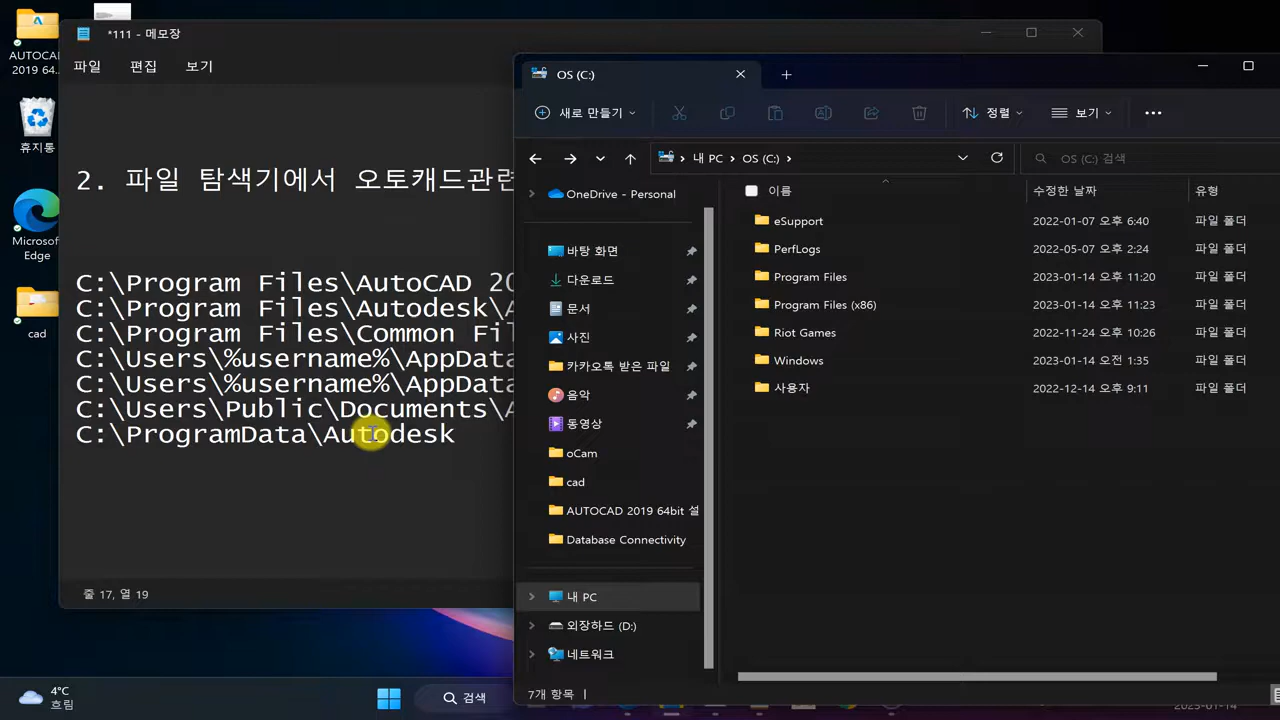 AUTOCA
2019 64..
휴지통
Microsof
Edge
cad
*111 - 메모장
파일 편집 보기
2. 파일 탐색기에서 오토캐드관련
C:\Program Files\AutoCAD 20
C:\Program Files\Autodesk\A
C:\Program Files\Common Fil
C:\Users\%username%\AppData
C:\Users\%username%\AppData
C:\Users\Public\Documents\A
C:\ProgramData\Autodesk
줄 17, 열 19
OS (C:)
새로 만들기 정렬 보기
내 PC OS (C:) OS (C:) 검색
OneDrive - Personal
바탕 화면
다운로드
문서
사진
카카오톡 받은 파일
음악
동영상
oCam
cad
AUTOCAD 2019 64bit 설
Database Connectivity
내 PC
외장하드 (D:)
네트워크
이름 수정한 날짜 유형
eSupport 2022-01-07 오후 6:40 파일 폴더
PerfLogs 2022-05-07 오후 2:24 파일 폴더
Program Files 2023-01-14 오후 11:20 파일 폴더
Program Files (x86) 2023-01-14 오후 11:23 파일 폴더
Riot Games 2022-11-24 오후 10:26 파일 폴더
Windows 2023-01-14 오전 1:35 파일 폴더
사용자 2022-12-14 오후 9:11 파일 폴더
7개 항목
4°C
흐림
검색
2023-01-14